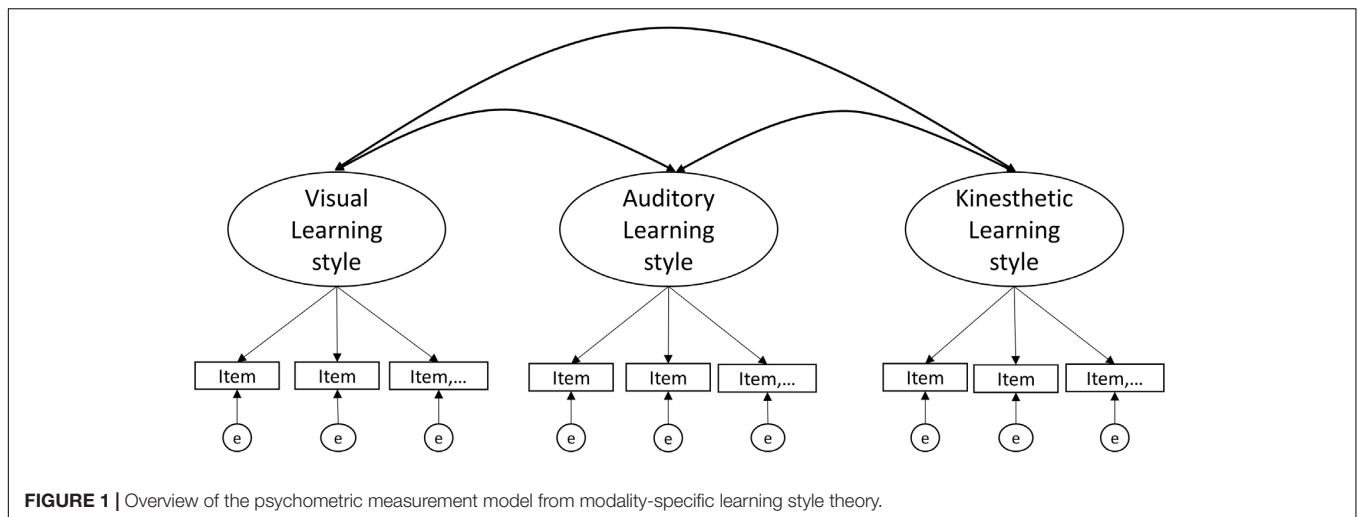 Visual
Learning
style
Auditory
Learning
style
Kinesthetic
Learning
style
Item
Item
Item,...
Item
Item
Item,...
Item
Item
Item,...
e
e
e
e
e
e
e
e
e
FIGURE 1 | Overview of the psychometric measurement model from modality-specific learning style theory.